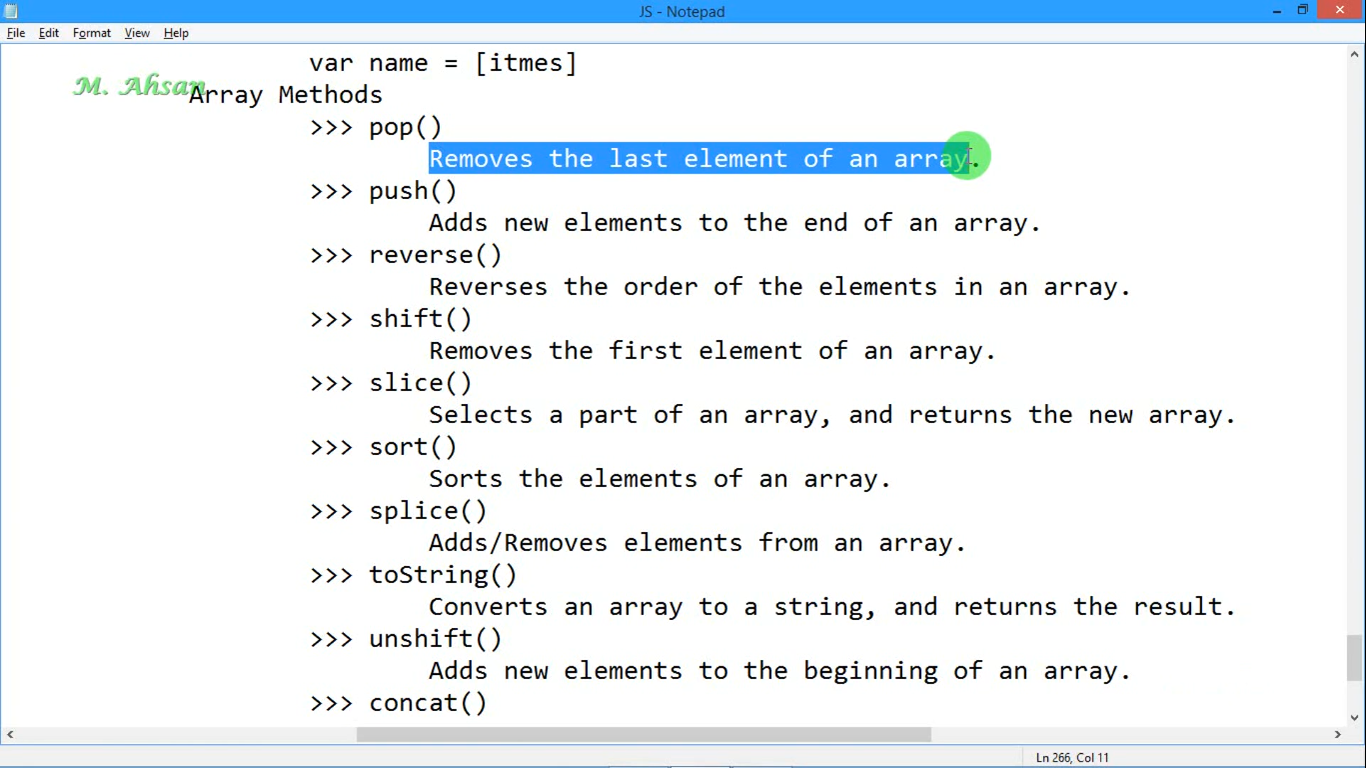 JS - Notepad
File Edit Format View Help
var name = [itmes]
M. Ahsan
Array Methods
>>> pop()
Removes the last element of an array.
>>> push()
Adds new elements to the end of an array.
>>> reverse()
Reverses the order of the elements in an array.
>>> shift()
Removes the first element of an array.
>>> slice()
Selects a part of an array, and returns the new array.
>>> sort()
Sorts the elements of an array.
>>> splice()
Adds/Removes elements from an array.
>>> toString()
Converts an array to a string, and returns the result.
>>> unshift()
Adds new elements to the beginning of an array.
>>> concat()
Ln 266, Col 11